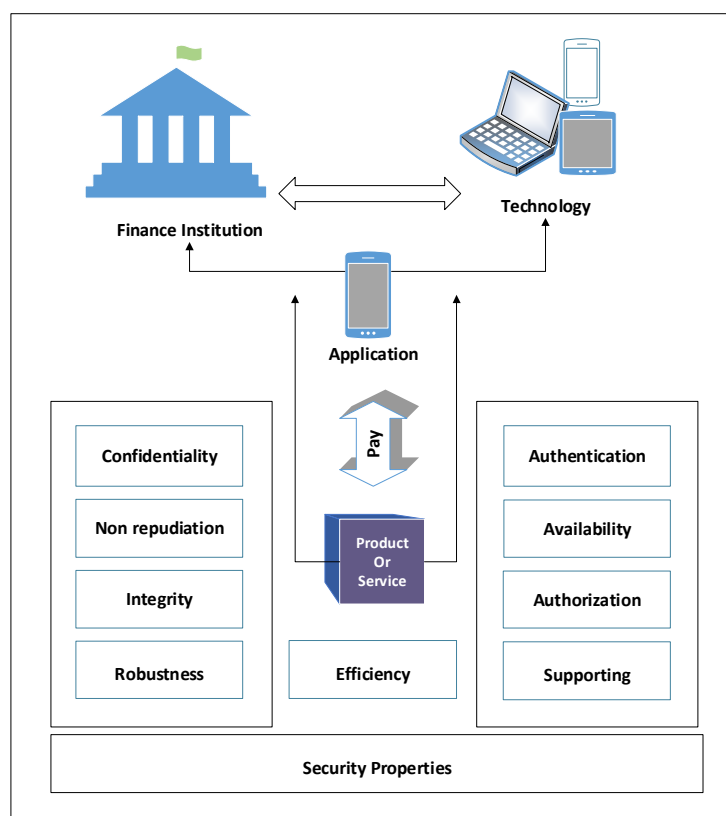 Finance Institution
Technology
Application
Pay
Confidentiality
Non repudiation
Integrity
Robustness
Product
Or
Service
Efficiency
Authentication
Availability
Authorization
Supporting
Security Properties